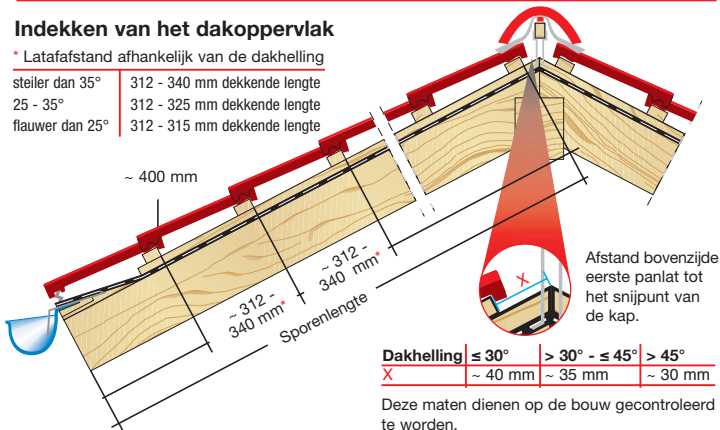 Indekken van het dakoppervlak
* Latafafstand afhankelijk van de dakhelling
steiler dan 35° 312 - 340 mm dekkende lengte
25 - 35° 312 - 325 mm dekkende lengte
flauwer dan 25° 312 - 315 mm dekkende lengte
~ 400 mm
~ 312 -
340 mm*
~ 312 -
340 mm*
Sporenlengte
X
Afstand bovenzijde
eerste panlat tot
het snijpunt van
de kap.
Dakhelling ≤ 30° > 30° - ≤ 45° > 45°
X ~ 40 mm ~ 35 mm ~ 30 mm
Deze maten dienen op de bouw gecontroleerd
te worden.